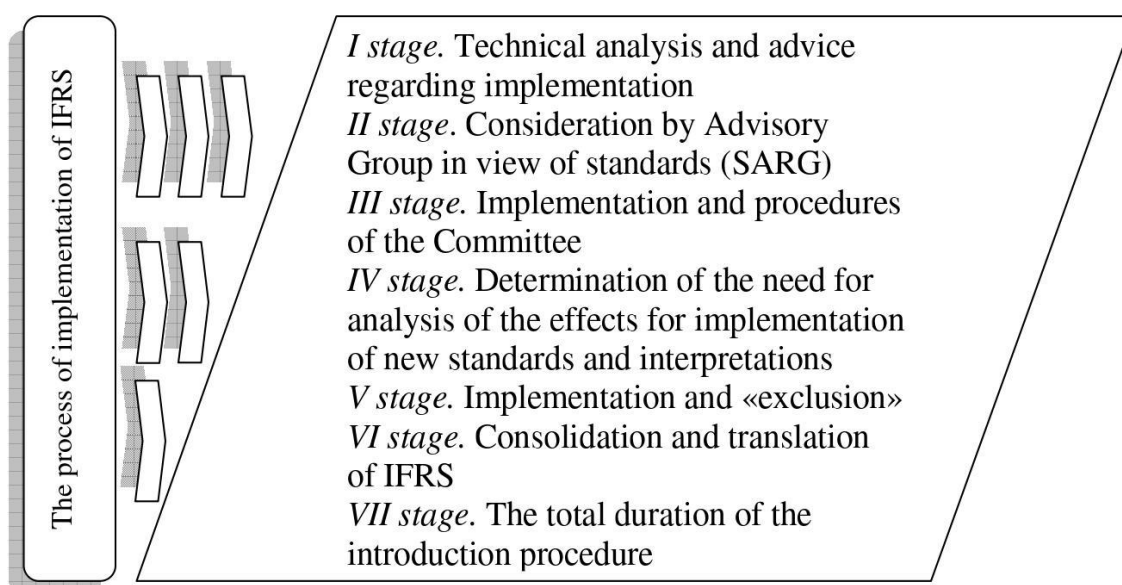 The process of implementation of IFRS
I stage. Technical analysis and advice
regarding implementation
II stage. Consideration by Advisory
Group in view of standards (SARG)
III stage. Implementation and procedures
of the Committee
IV stage. Determination of the need for
analysis of the effects for implementation
of new standards and interpretations
V stage. Implementation and «exclusion»
VI stage. Consolidation and translation
of IFRS
VII stage. The total duration of the
introduction procedure